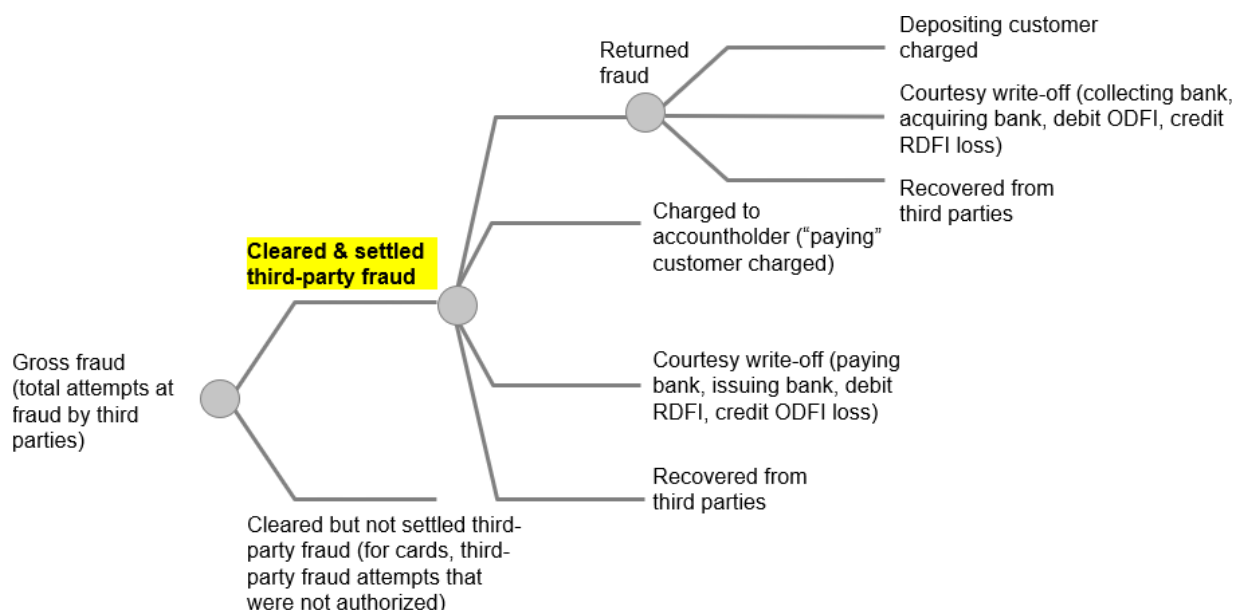 Gross fraud
(total attempts at
fraud by third
parties)
Cleared & settled
third-party fraud
Cleared but not settled third-
party fraud (for cards, third-
party fraud attempts that
were not authorized)
Returned
fraud
Charged to
accountholder (“paying”
customer charged)
Courtesy write-off (paying
bank, issuing bank, debit
RDFI, credit ODFI loss)
Recovered from
third parties
Depositing customer
charged
Courtesy write-off (collecting bank,
acquiring bank, debit ODFI, credit
RDFI loss)
Recovered from
third parties